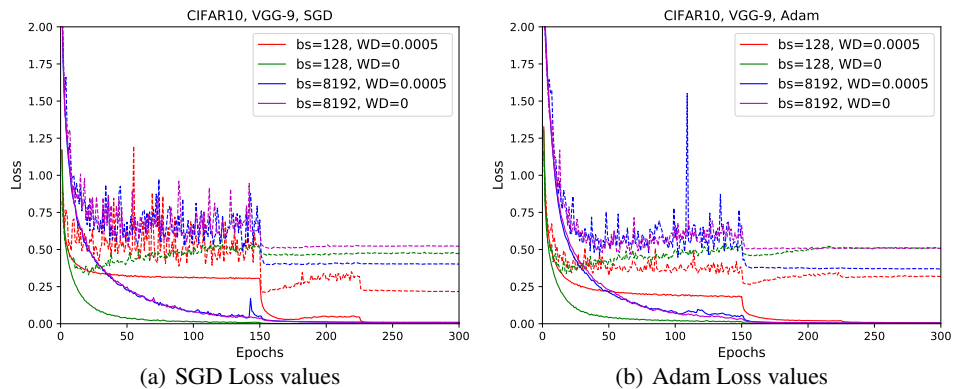 CIFAR10, VGG-9, SGD
2.00
1.75
1.50
1.25
1.00
0.75
0.50
0.25
0.00
Loss
bs=128, WD=0.0005
bs=128, WD=0
bs=8192, WD=0.0005
bs=8192, WD=0
0 50 100 150 200 250 300
Epochs
(a) SGD Loss values
CIFAR10, VGG-9, Adam
2.00
1.75
1.50
1.25
1.00
0.75
0.50
0.25
0.00
Loss
bs=128, WD=0.0005
bs=128, WD=0
bs=8192, WD=0.0005
bs=8192, WD=0
0 50 100 150 200 250 300
Epochs
(b) Adam Loss values